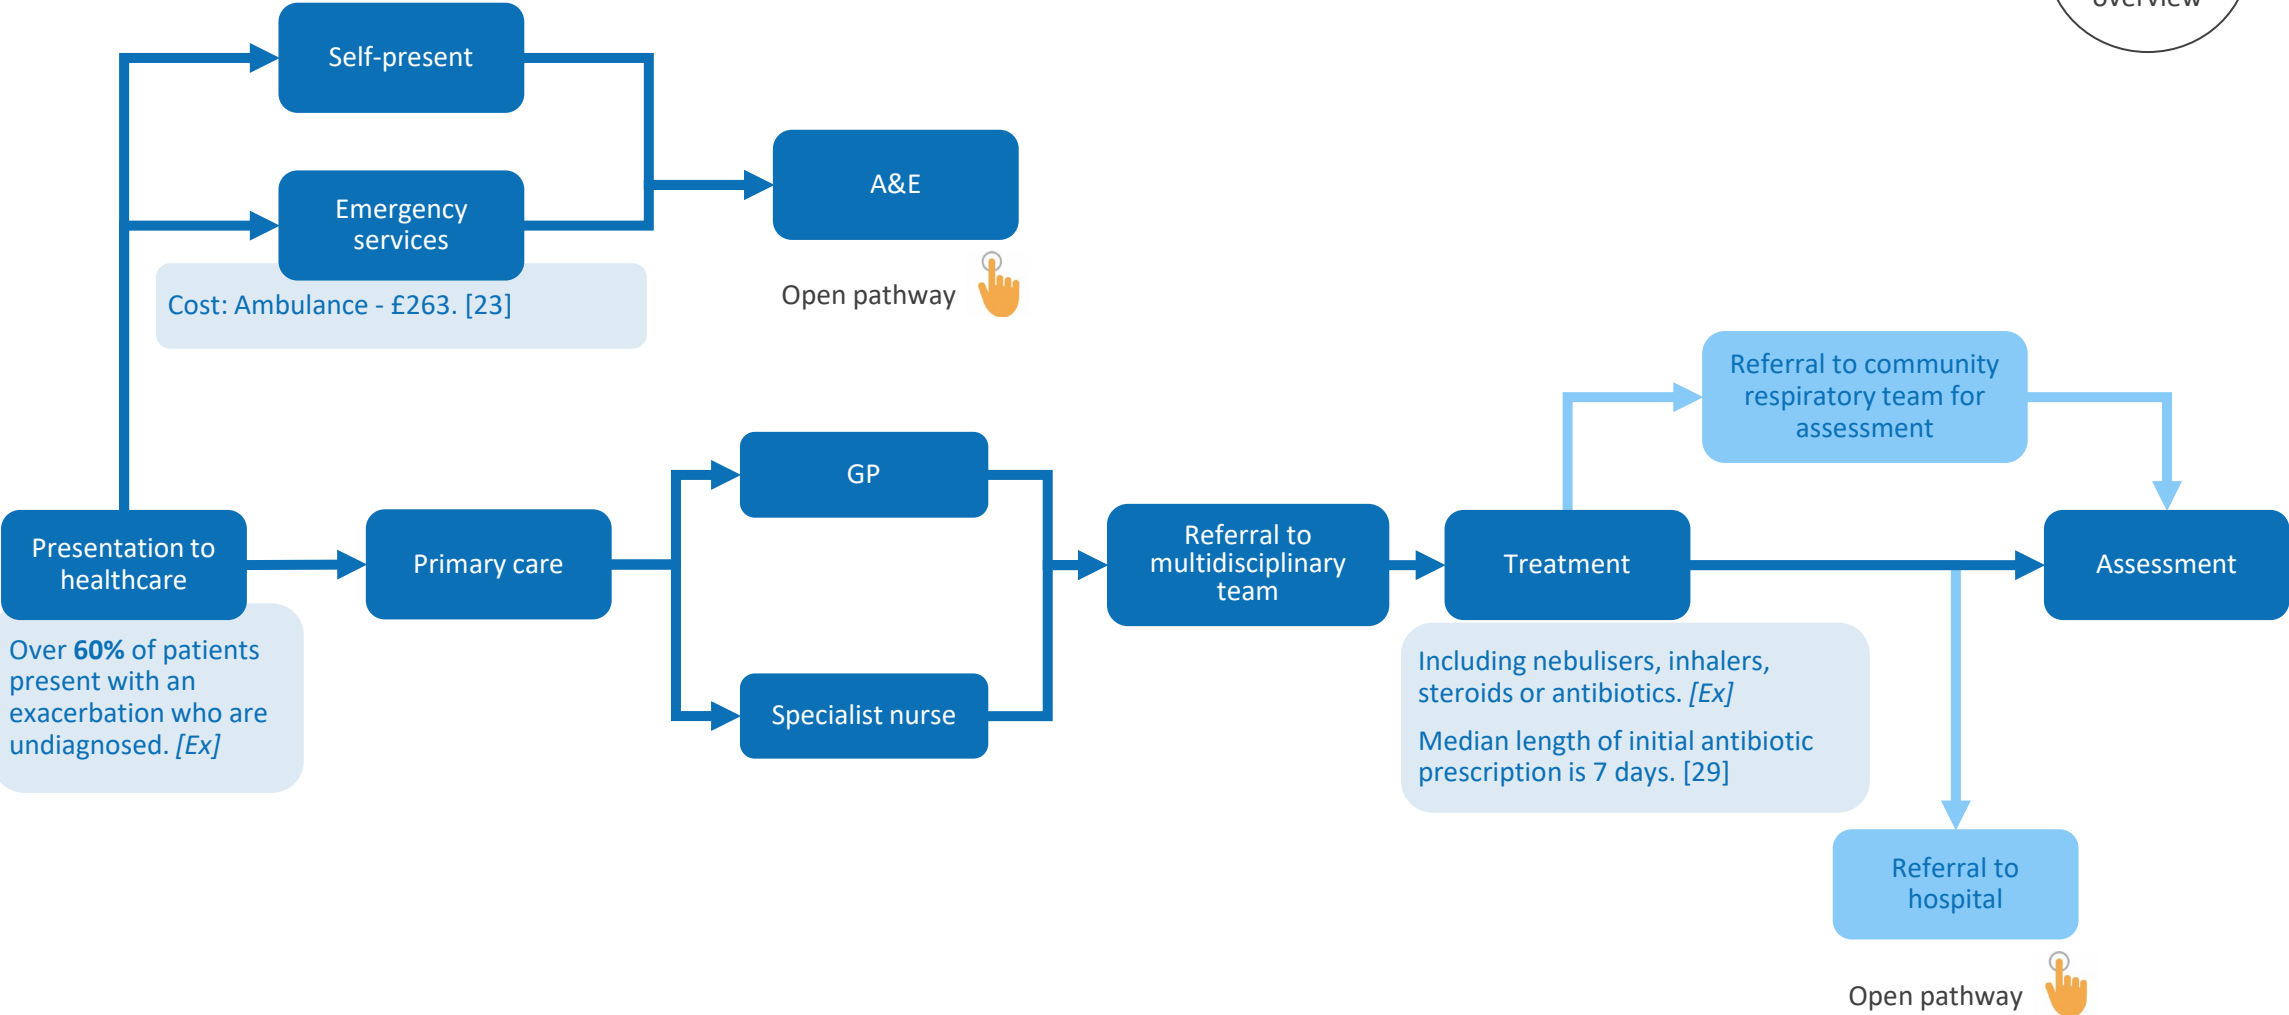 overview
Self-present
Emergency
services
Cost: Ambulance - £263. [23]
A&E
Open pathway
Referral to community
respiratory team for
assessment
GP
Presentation to
healthcare
Primary care
Referral to
multidisciplinary
team
Treatment
Assessment
Over 60% of patients
present with an
exacerbation who are
undiagnosed. [Ex]
Specialist nurse
Including nebulisers, inhalers,
steroids or antibiotics. [Ex]
Median length of initial antibiotic
prescription is 7 days. [29]
Referral to
hospital
Open pathway